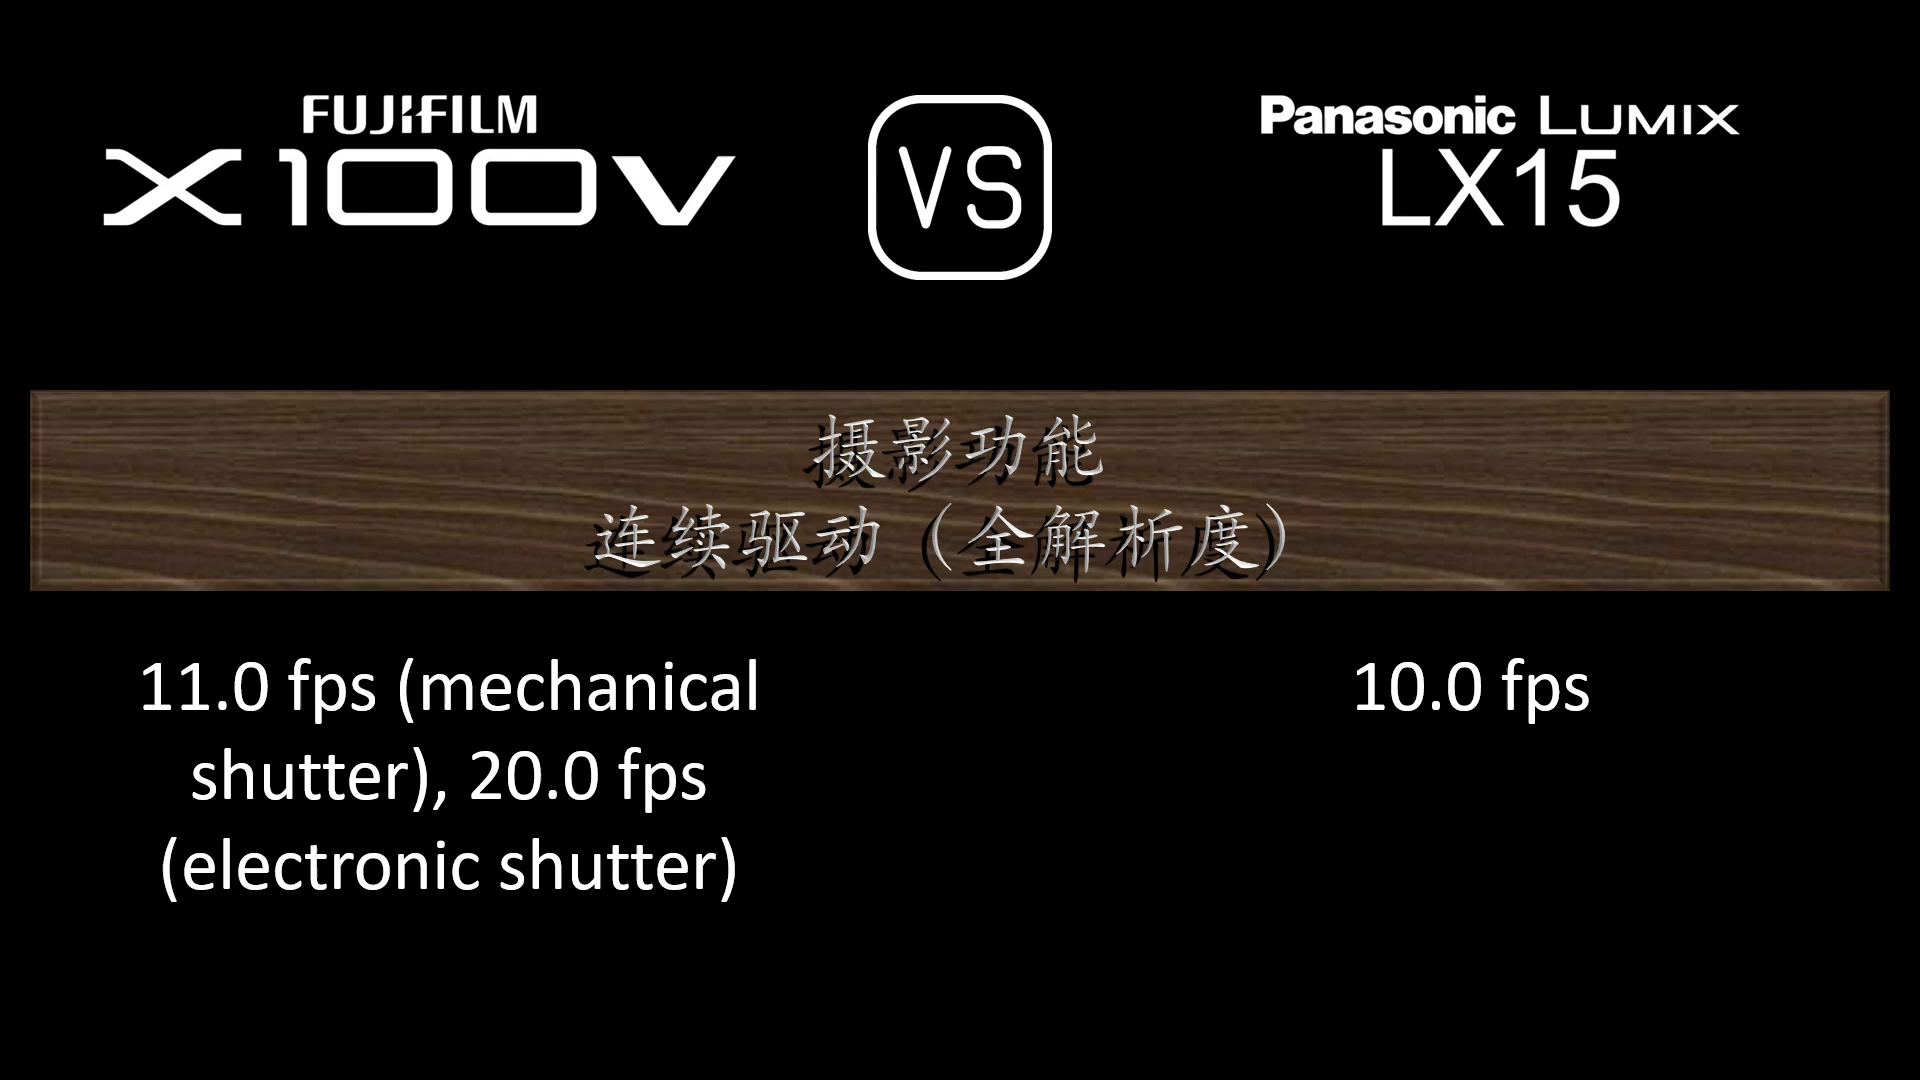 FUJIFILM
X100V
VS
Panasonic LUMIX
LX15
摄影功能
连续驱动（全解析度）
11.0 fps (mechanical
shutter), 20.0 fps
(electronic shutter)
10.0 fps